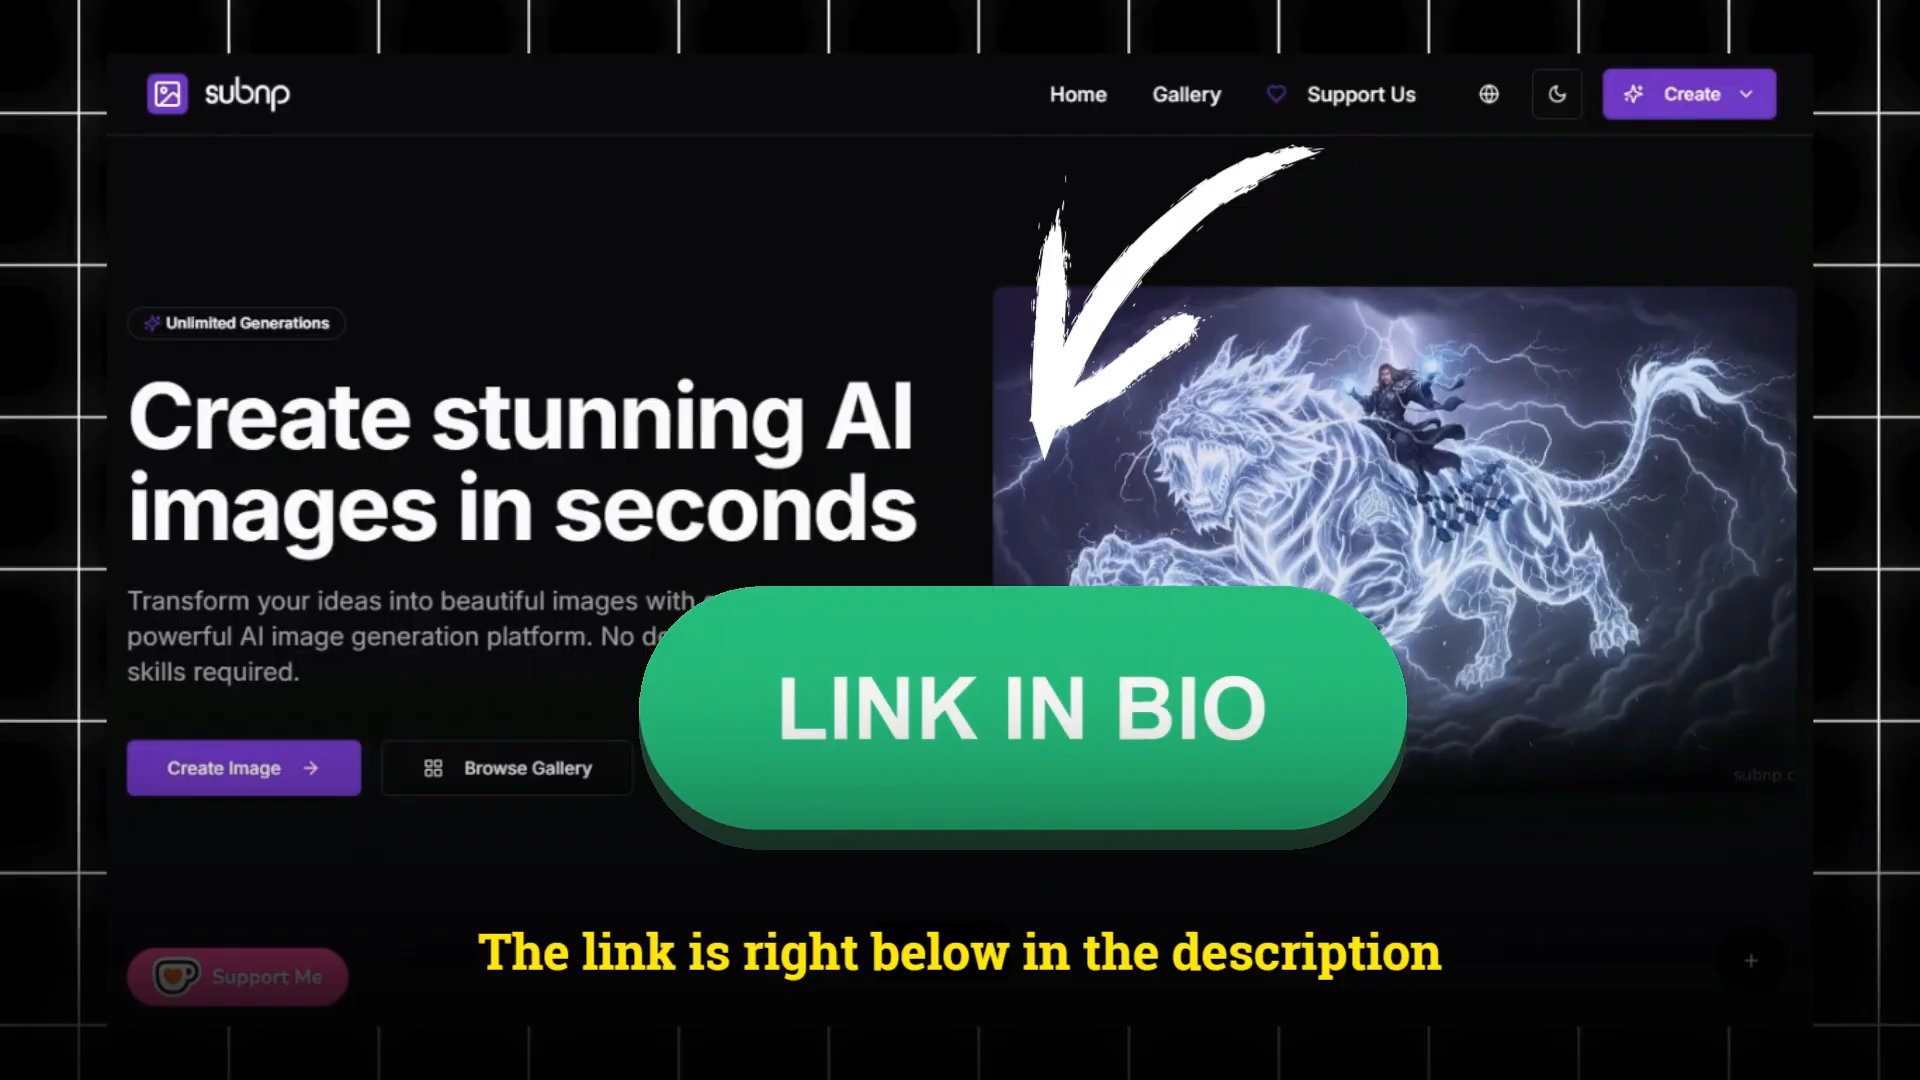 subnp
Home
Gallery
Support Us
Create
Unlimited Generations
Create stunning AI
images in seconds
Transform your ideas into beautiful images with
powerful AI image generation platform. No
skills required.
Create Image
Browse Gallery
LINK IN BIO
subnp.c
Support Me
The link is right below in the description